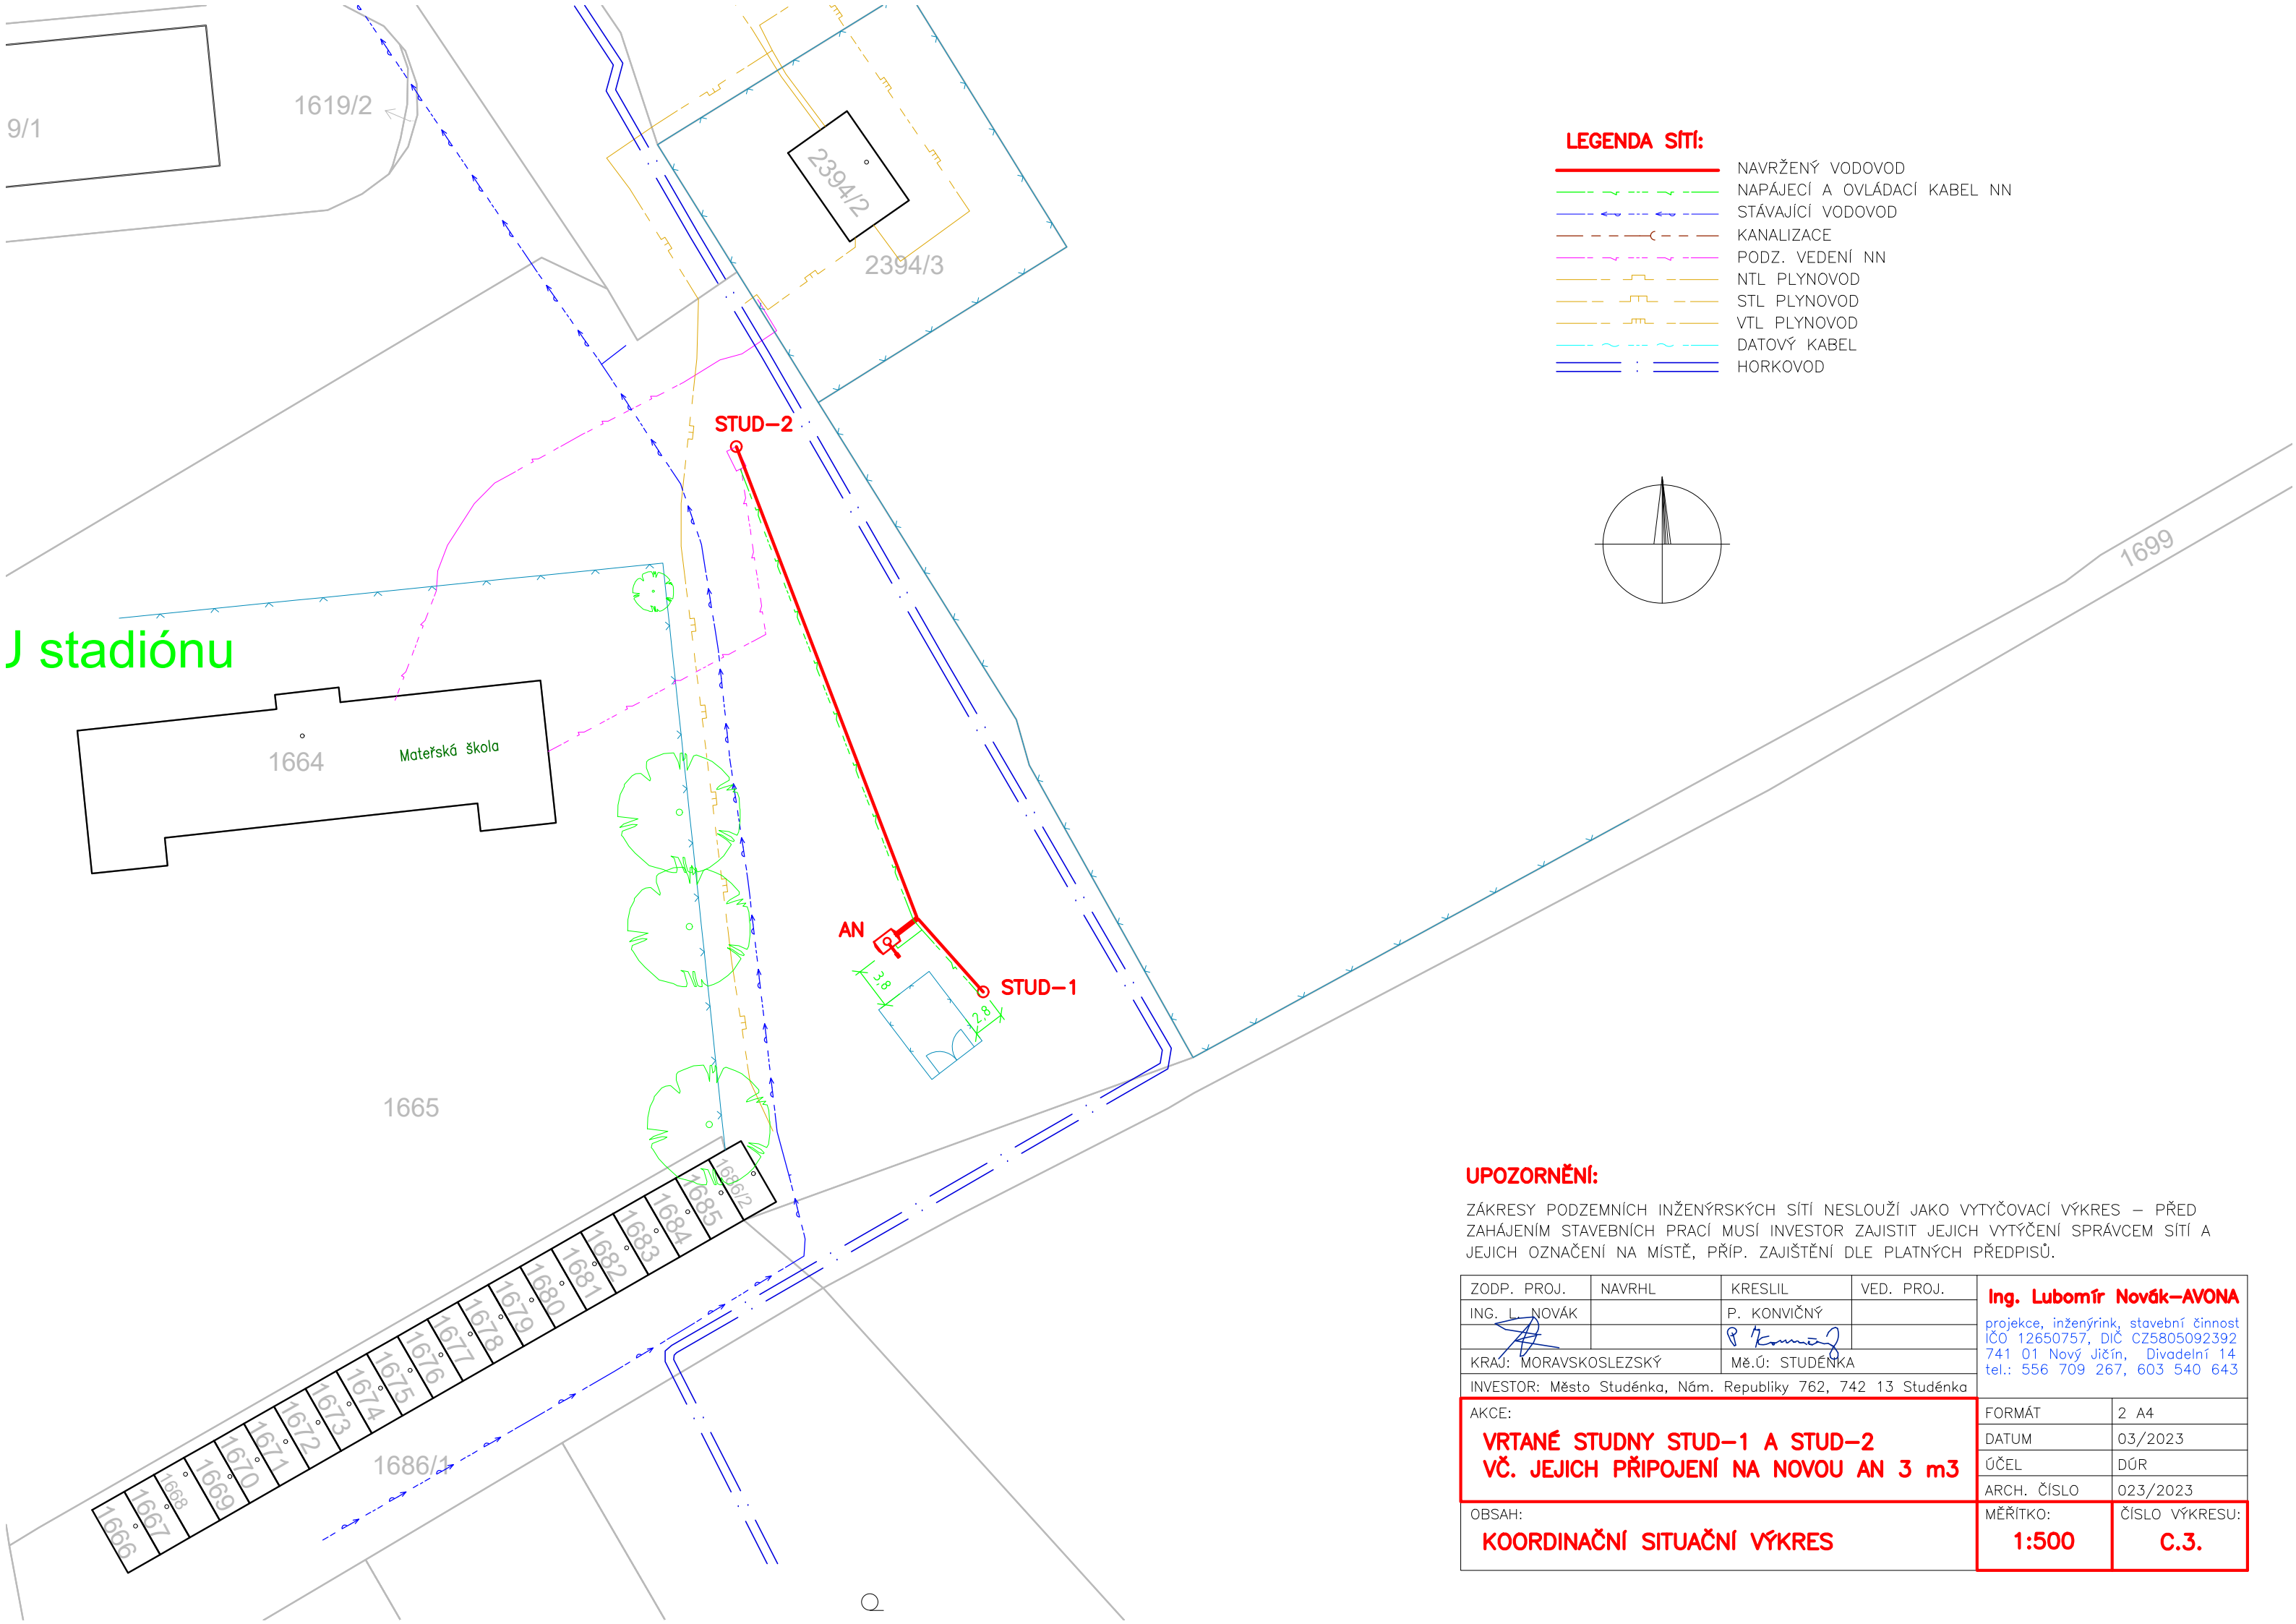 9/1
1619/2
2394/2
2394/3
STUD-2
J stadiónu
1664
Mateřská škola
AN
3,8
STUD-1
2,8
1665
1699
1686/2
1685
1684
1683
1682
1681
1680
1679
1678
1677
1676
1675
1674
1673
1672
1671
1670
1669
1668
1667
1666
1686/1
LEGENDA SÍTÍ:
NAVRŽENÝ VODOVOD
NAPÁJECÍ A OVLÁDACÍ KABEL NN
STÁVAJÍCÍ VODOVOD
KANALIZACE
PODZ. VEDENÍ NN
NTL PLYNOVOD
STL PLYNOVOD
VTL PLYNOVOD
DATOVÝ KABEL
HORKOVOD
UPOZORNĚNÍ:
ZÁKRESY PODZEMNÍCH INŽENÝRSKÝCH SÍTÍ NESLOUŽÍ JAKO VYTYČOVACÍ VÝKRES – PŘED
ZAHÁJENÍM STAVEBNÍCH PRACÍ MUSÍ INVESTOR ZAJISTIT JEJICH VYTÝČENÍ SPRÁVCEM SÍTÍ A
JEJICH OZNAČENÍ NA MÍSTĚ, PŘÍP. ZAJIŠTĚNÍ DLE PLATNÝCH PŘEDPISŮ.
ZODP. PROJ. NAVRHL KRESLIL VED. PROJ.
ING. L. NOVÁK P. KONVIČNÝ
KRAJ: MORAVSKOSLEZSKÝ MĚ.Ú: STUDÉNKA
INVESTOR: Město Studénka, Nám. Republiky 762, 742 13 Studénka
Ing. Lubomír Novák–AVONA
projekce, inženýrink, stavební činnost
IČO 12650757, DIČ CZ5805092392
741 01 Nový Jičín, Divadelní 14
tel.: 556 709 267, 603 540 643
AKCE:
VRTANÉ STUDNY STUD-1 A STUD-2
VČ. JEJICH PŘIPOJENÍ NA NOVOU AN 3 m3
FORMÁT 2 A4
DATUM 03/2023
ÚČEL DÚR
ARCH. ČÍSLO 023/2023
OBSAH:
KOORDINAČNÍ SITUAČNÍ VÝKRES
MĚŘÍTKO:
1:500
ČÍSLO VÝKRESU:
C.3.